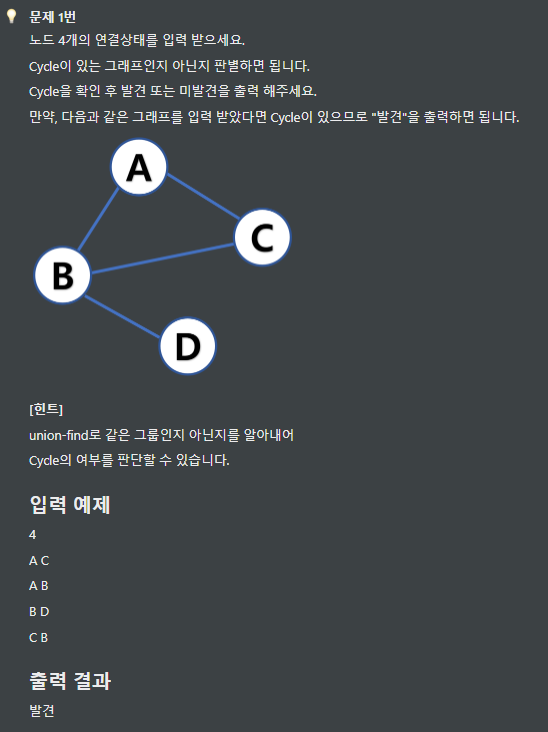 문제 1번
노드 4개의 연결상태를 입력 받으세요.
Cycle이 있는 그래프인지 아닌지 판별하면 됩니다.
Cycle을 확인 후 발견 또는 미발견을 출력 해주세요.
만약, 다음과 같은 그래프를 입력 받았다면 Cycle이 있으므로 "발견"을 출력하면 됩니다.
A
C
B
D
[힌트]
union-find로 같은 그룹인지 아닌지를 알아내어
Cycle의 여부를 판단할 수 있습니다.
입력 예제
4
A C
A B
B D
C B
출력 결과
발견